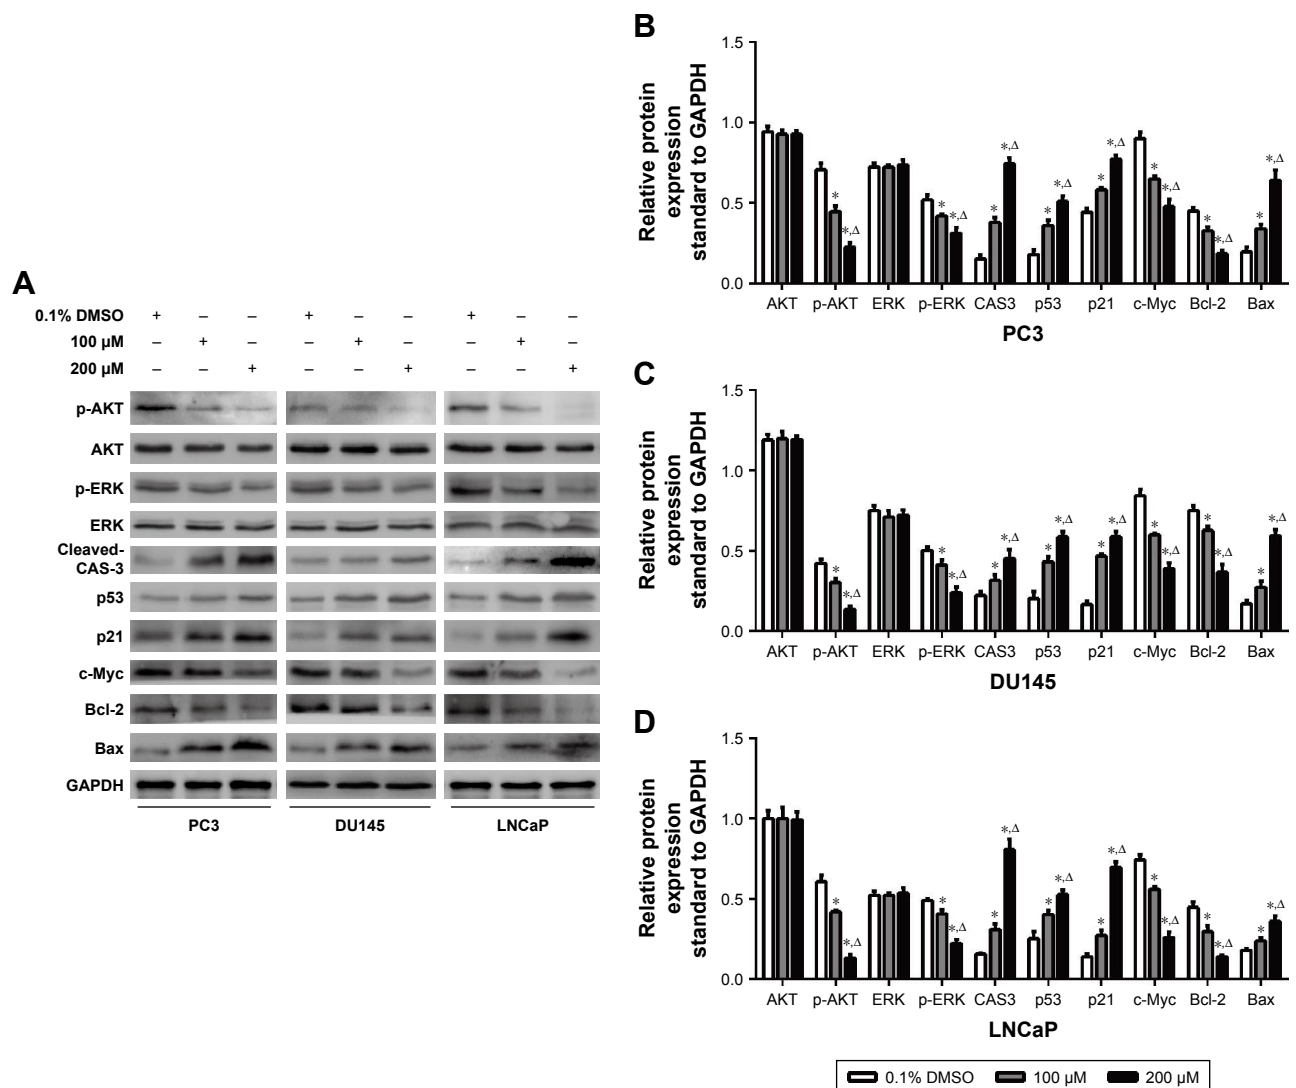 A
0.1% DMSO + – – + – – + – –
100 µM – + – – + – – + –
200 µM – – + – – + – – +
p-AKT
AKT
p-ERK
ERK
Cleaved-
CAS-3
p53
p21
c-Myc
Bcl-2
Bax
GAPDH
PC3 DU145 LNCaP
B
Relative protein
expression
standard to GAPDH
1.5
1.0
0.5
0.0
* *,Δ * *,Δ * *,Δ * *,Δ * *,Δ * *,Δ * *,Δ * *,Δ
AKT p-AKT ERK p-ERK CAS3 p53 p21 c-Myc Bcl-2 Bax
PC3
C
Relative protein
expression
standard to GAPDH
1.5
1.0
0.5
0.0
* *,Δ * *,Δ * *,Δ * *,Δ * *,Δ * *,Δ * *,Δ * *,Δ
AKT p-AKT ERK p-ERK CAS3 p53 p21 c-Myc Bcl-2 Bax
DU145
D
Relative protein
expression
standard to GAPDH
1.5
1.0
0.5
0.0
* *,Δ * *,Δ * *,Δ * *,Δ * *,Δ * *,Δ * *,Δ * *,Δ
AKT p-AKT ERK p-ERK CAS3 p53 p21 c-Myc Bcl-2 Bax
LNCaP
0.1% DMSO 100 µM 200 µM